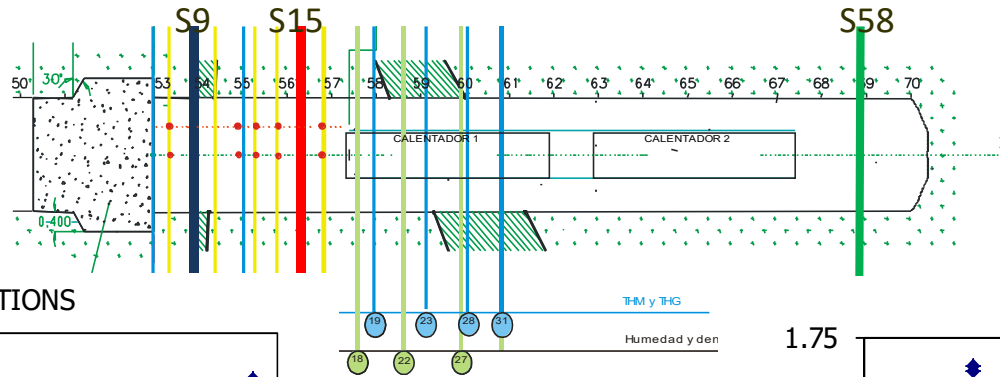 S9 S15 S58
50 53 54 55 56 58 59 60 61 62 63 64 65 66 67 68 69 70
30°
CALENTADOR 1 CALENTADOR 2
0,400
TIONS
THM y THG
19 23 28 31
Humedad y den
1.75
18 22 27